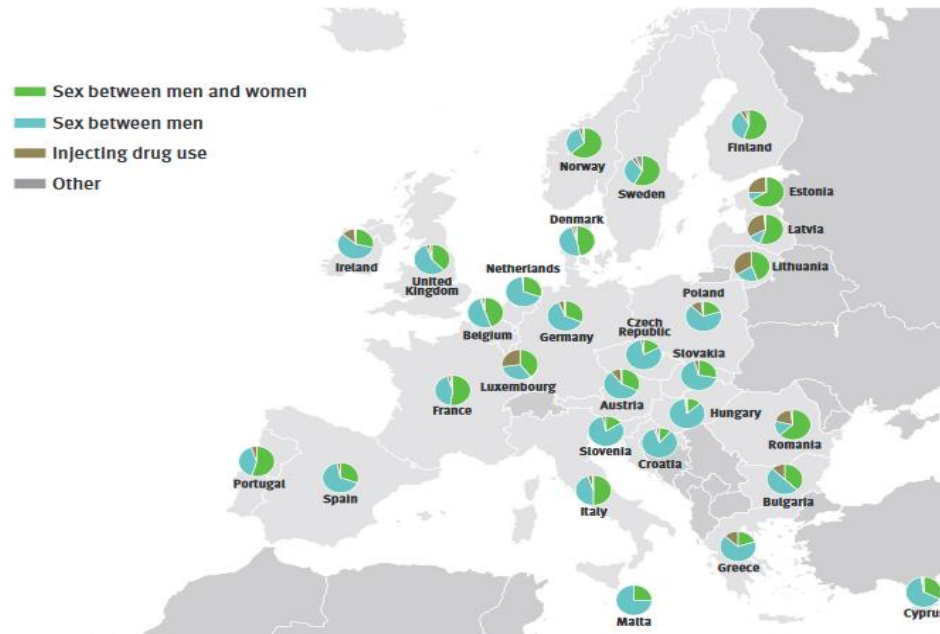 Sex between men and women
Sex between men
Injecting drug use
Other
Norway
Sweden
Finland
Estonia
Latvia
Lithuania
Denmark
Ireland
United
Kingdom
Netherlands
Belgium
Germany
Poland
Czech
Republic
Slovakia
Luxembourg
France
Austria
Hungary
Slovenia
Croatia
Romania
Bulgaria
Portugal
Spain
Italy
Greece
Malta
Cyprus